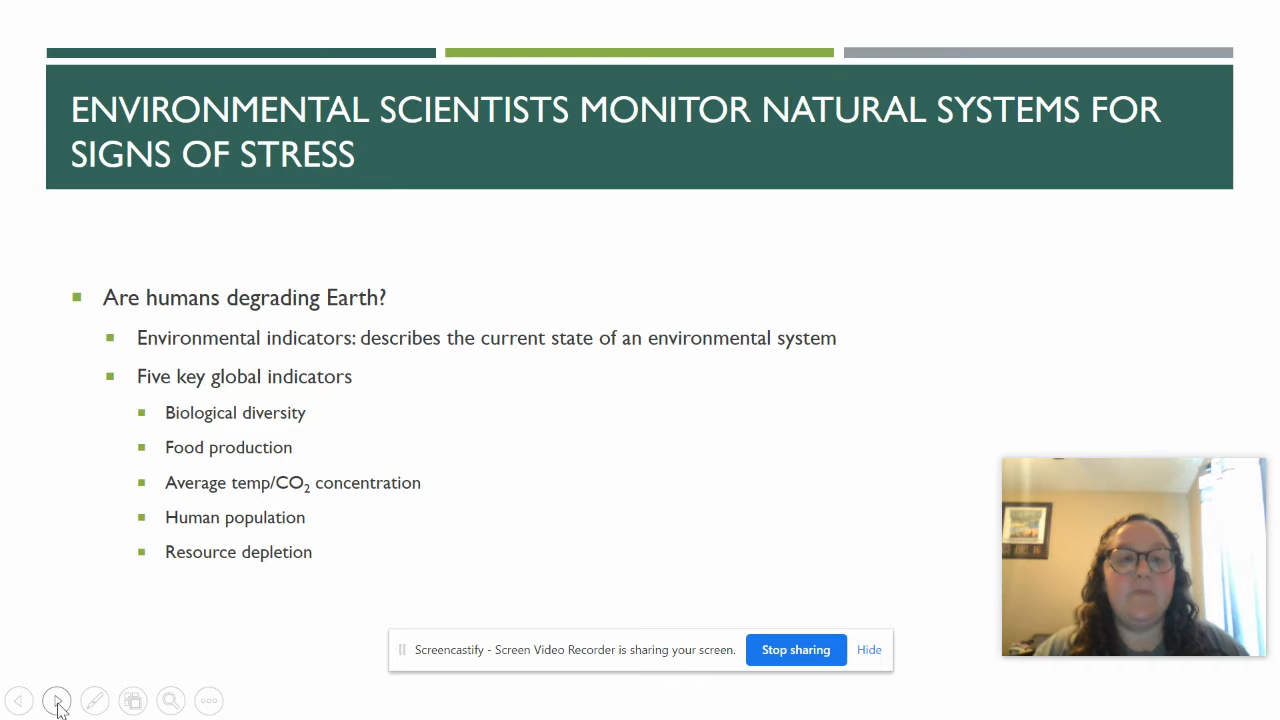 ENVIRONMENTAL SCIENTISTS MONITOR NATURAL SYSTEMS FOR
SIGNS OF STRESS
Are humans degrading Earth?
Environmental indicators: describes the current state of an environmental system
Five key global indicators
Biological diversity
Food production
Average temp/CO₂ concentration
Human population
Resource depletion
Screencastify - Screen Video Recorder is sharing your screen. Stop sharing Hide